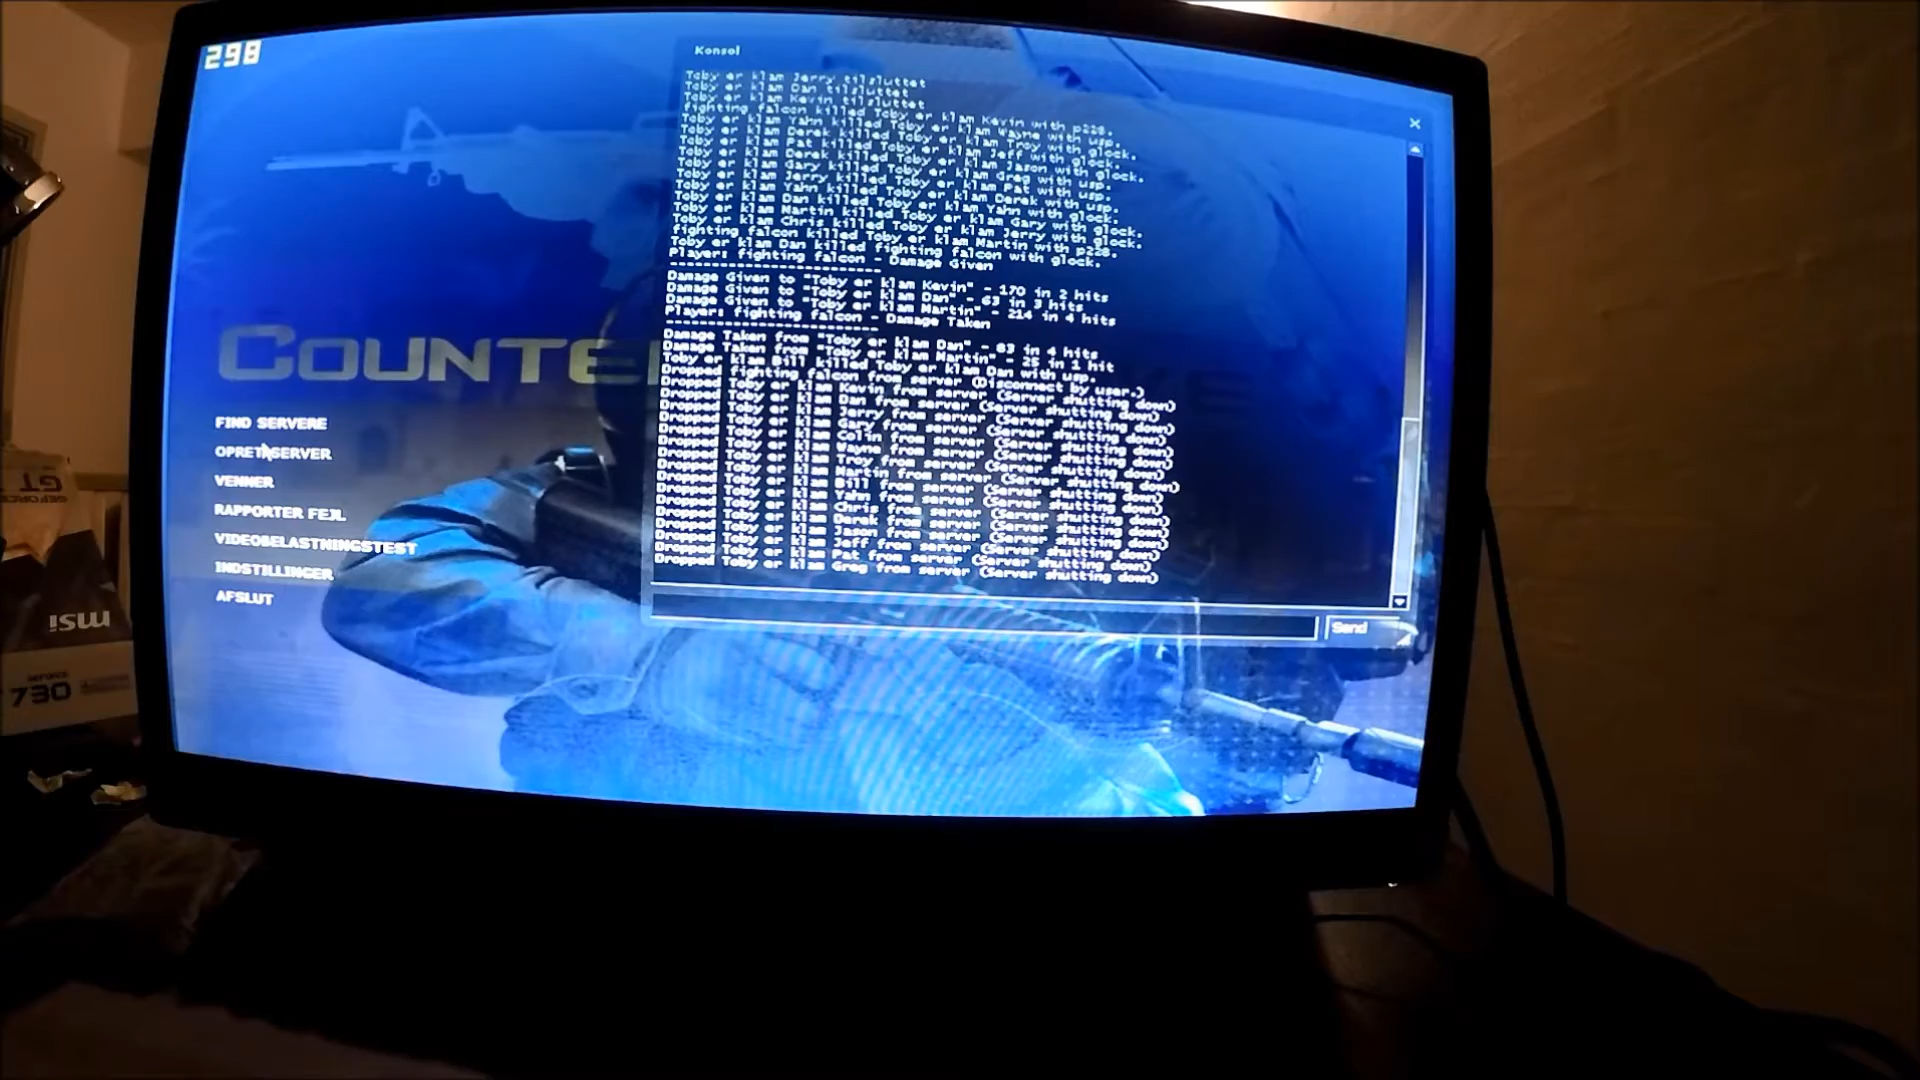 298
Konsol
Toby er klam Jerry tilsluttet
Toby er klam Dan tilsluttet
Toby er klam Kevin tilsluttet
fighting falcon killed Toby er klam Kevin with p228.
Toby er klam Yahn killed Toby er klam Wayne with usp.
Toby er klam Derek killed Toby er klam Troy with glock.
Toby er klam Pat killed Toby er klam Jeff with glock.
Toby er klam Derek killed Toby er klam Jason with glock.
Toby er klam Gary killed Toby er klam Greg with usp.
Toby er klam Jerry killed Toby er klam Pat with usp.
Toby er klam Yahn killed Toby er klam Derek with usp.
Toby er klam Dan killed Toby er klam Yahn with glock.
Toby er klam Martin killed Toby er klam Gary with glock.
Toby er klam Chris killed Toby er klam Jerry with glock.
fighting falcon killed Toby er klam Martin with p228.
Toby er klam Dan killed fighting falcon with glock.
Player: fighting falcon - Damage Given
-------------------------
Damage Given to "Toby er klam Kevin" - 170 in 2 hits
Damage Given to "Toby er klam Dan" - 63 in 3 hits
Damage Given to "Toby er klam Martin" - 214 in 4 hits
Player: fighting falcon - Damage Taken
-------------------------
Damage Taken from "Toby er klam Dan" - 83 in 4 hits
Damage Taken from "Toby er klam Martin" - 25 in 1 hit
Toby er klam Bill killed Toby er klam Dan with usp.
Dropped fighting falcon from server (Disconnect by user.)
Dropped Toby er klam Kevin from server (Server shutting down)
Dropped Toby er klam Dan from server (Server shutting down)
Dropped Toby er klam Jerry from server (Server shutting down)
Dropped Toby er klam Gary from server (Server shutting down)
Dropped Toby er klam Colin from server (Server shutting down)
Dropped Toby er klam Wayne from server (Server shutting down)
Dropped Toby er klam Troy from server (Server shutting down)
Dropped Toby er klam Martin from server (Server shutting down)
Dropped Toby er klam Bill from server (Server shutting down)
Dropped Toby er klam Yahn from server (Server shutting down)
Dropped Toby er klam Chris from server (Server shutting down)
Dropped Toby er klam Derek from server (Server shutting down)
Dropped Toby er klam Jason from server (Server shutting down)
Dropped Toby er klam Jeff from server (Server shutting down)
Dropped Toby er klam Pat from server (Server shutting down)
Dropped Toby er klam Greg from server (Server shutting down)
Send
COUNTE
FIND SERVERE
OPRET SERVER
VENNER
RAPPORTER FEJL
VIDEOBELASTNINGSTEST
INDSTILLINGER
AFSLUT
GEFORCE
GT
msi
GEFORCE
730